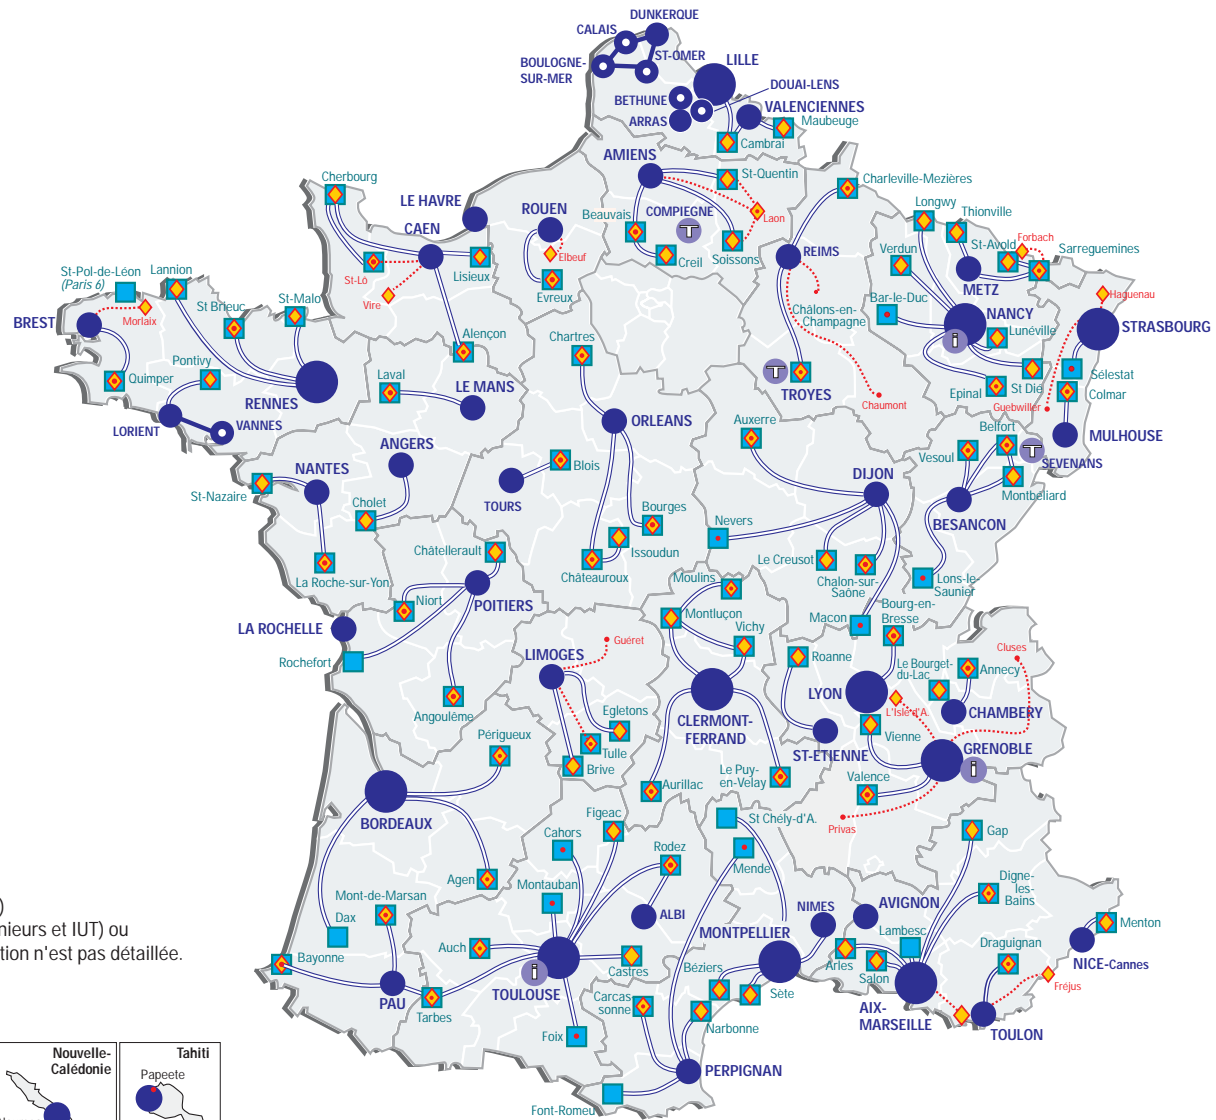 DUNKERQUE
CALAIS
BOULOGNE-
SUR-MER
ST-OMER
LILLE
DOUAI-LENS
BETHUNE
VALENCIENNES
ARRAS
Maubeuge
Cambrai
AMIENS
St-Quentin
Cherbourg
Charleville-Mezières
LE HAVRE
ROUEN
Beauvais
COMPIEGNE
T
Laon
Longwy
Thionville
CAEN
St-Avold
Forbach
Sarreguemines
Verdun
REIMS
Elbeuf
Creil
Soissons
St-Lô
Lisieux
Vire
Evreux
METZ
St-Pol-de-Léon
(Paris 6)
Lannion
St Brieuc
St-Malo
Châlons-en-
Champagne
Bar-le-Duc
NANCY
i
Haguenau
BREST
Morlaix
STRASBOURG
Lunéville
Chartres
Alençon
Pontivy
Quimper
Laval
LE MANS
T
TROYES
Chaumont
Epinal
St Dié
Sélestat
Colmar
Guebwiller
RENNES
LORIENT
VANNES
ORLEANS
Auxerre
Belfort
MULHOUSE
ANGERS
Vesoul
T
SEVENANS
NANTES
Blois
DIJON
St-Nazaire
TOURS
Montbéliard
Cholet
Bourges
Nevers
BESANCON
Issoudun
Châtellerault
Le Creusot
La Roche-sur-Yon
Châteauroux
Moulins
Chalon-sur-
Saône
Lons-le-
Saunier
Niort
POITIERS
Montluçon
Macon
Bourg-en-
Bresse
LA ROCHELLE
Vichy
Guéret
Rochefort
LIMOGES
Roanne
Le Bourget-
du-Lac
Annecy
Cluses
LYON
L'Isle d'A.
CHAMBERY
Angoulême
Egletons
CLERMONT-
FERRAND
Vienne
ST-ETIENNE
GRENOBLE
i
Périgueux
Tulle
Brive
Le Puy-
en-Velay
Valence
Aurillac
Privas
BORDEAUX
Figeac
St Chély-d'A.
Cahors
Gap
Rodez
Mende
Agen
Digne-
les-
Bains
Mont-de-Marsan
Montauban
NIMES
AVIGNON
Dax
ALBI
MONTPELLIER
Lambesc
Menton
nieurs et IUT) ou
tion n'est pas détaillée.
Auch
Draguignan
Bayonne
Castres
Béziers
Arles
NICE-Cannes
i
TOULOUSE
Salon
Fréjus
PAU
Carcas
sonne
Sète
AIX-
MARSEILLE
Tarbes
Narbonne
Foix
TOULON
Nouvelle-
Calédonie
Tahiti
Papeete
PERPIGNAN
Font-Romeu